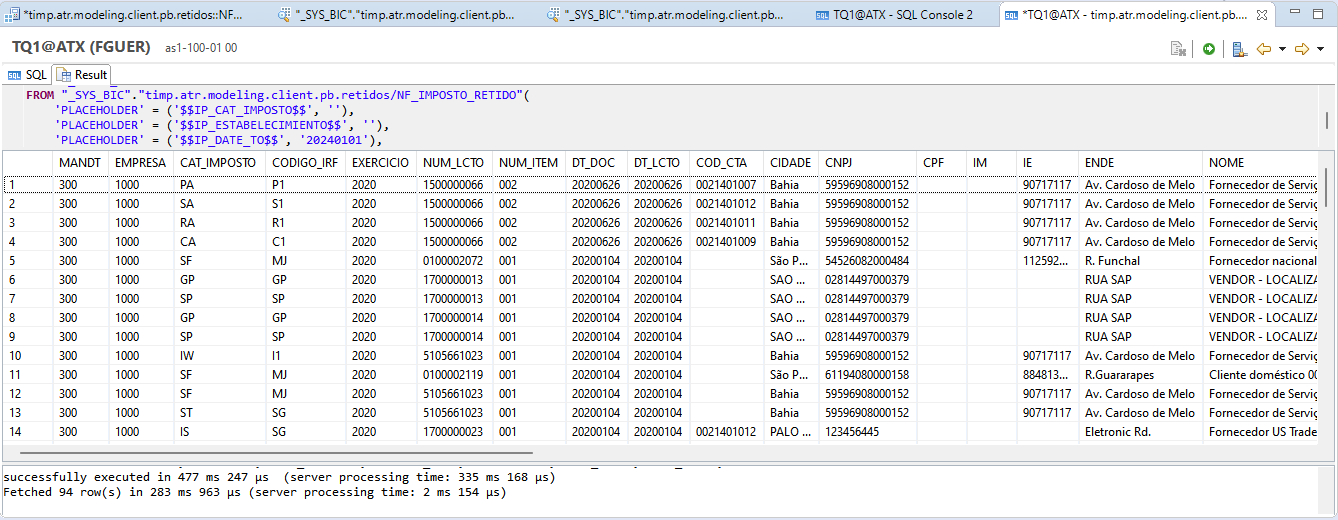 *timp.atr.modeling.client.pb.retidos::NF... "_SYS_BIC"."timp.atr.modeling.client.pb... "_SYS_BIC"."timp.atr.modeling.client.pb... TQ1@ATX - SQL Console 2 *TQ1@ATX - timp.atr.modeling.client.pb....
TQ1@ATX (FGUER) as1-100-01 00
SQL Result
FROM "_SYS_BIC"."timp.atr.modeling.client.pb.retidos/NF_IMPOSTO_RETIDO"(
'PLACEHOLDER' = ('$$IP_CAT_IMPOSTO$$', ''),
'PLACEHOLDER' = ('$$IP_ESTABELECIMIENTO$$', ''),
'PLACEHOLDER' = ('$$IP_DATE_TO$$', '20240101'),
MANDT EMPRESA CAT_IMPOSTO CODIGO_IRF EXERCICIO NUM_LCTO NUM_ITEM DT_DOC DT_LCTO COD_CTA CIDADE CNPJ CPF IM IE ENDE NOME
1 300 1000 PA P1 2020 1500000066 002 20200626 20200626 0021401007 Bahia 59596908000152 90717117 Av. Cardoso de Melo Fornecedor de Serviç
2 300 1000 SA S1 2020 1500000066 002 20200626 20200626 0021401012 Bahia 59596908000152 90717117 Av. Cardoso de Melo Fornecedor de Serviç
3 300 1000 RA R1 2020 1500000066 002 20200626 20200626 0021401011 Bahia 59596908000152 90717117 Av. Cardoso de Melo Fornecedor de Serviç
4 300 1000 CA C1 2020 1500000066 002 20200626 20200626 0021401009 Bahia 59596908000152 90717117 Av. Cardoso de Melo Fornecedor de Serviç
5 300 1000 SF MJ 2020 0100002072 001 20200104 20200104 São P... 54526082000484 112592... R. Funchal Fornecedor nacional
6 300 1000 GP GP 2020 1700000013 001 20200104 20200104 SAO ... 02814497000379 RUA SAP VENDOR - LOCALIZA
7 300 1000 SP SP 2020 1700000013 001 20200104 20200104 SAO ... 02814497000379 RUA SAP VENDOR - LOCALIZA
8 300 1000 GP GP 2020 1700000014 001 20200104 20200104 SAO ... 02814497000379 RUA SAP VENDOR - LOCALIZA
9 300 1000 SP SP 2020 1700000014 001 20200104 20200104 SAO ... 02814497000379 RUA SAP VENDOR - LOCALIZA
10 300 1000 IW I1 2020 5105661023 001 20200104 20200104 Bahia 59596908000152 90717117 Av. Cardoso de Melo Fornecedor de Serviç
11 300 1000 SF MJ 2020 0100002119 001 20200104 20200104 São P... 61194080000158 884813... R.Guararapes Cliente doméstico 00
12 300 1000 SF MJ 2020 5105661023 001 20200104 20200104 Bahia 59596908000152 90717117 Av. Cardoso de Melo Fornecedor de Serviç
13 300 1000 ST SG 2020 5105661023 001 20200104 20200104 Bahia 59596908000152 90717117 Av. Cardoso de Melo Fornecedor de Serviç
14 300 1000 IS SG 2020 1700000023 001 20200104 20200104 0021401012 PALO ... 123456445 Eletronic Rd. Fornecedor US Trade
successfully executed in 477 ms 247 µs (server processing time: 335 ms 168 µs)
Fetched 94 row(s) in 283 ms 963 µs (server processing time: 2 ms 154 µs)